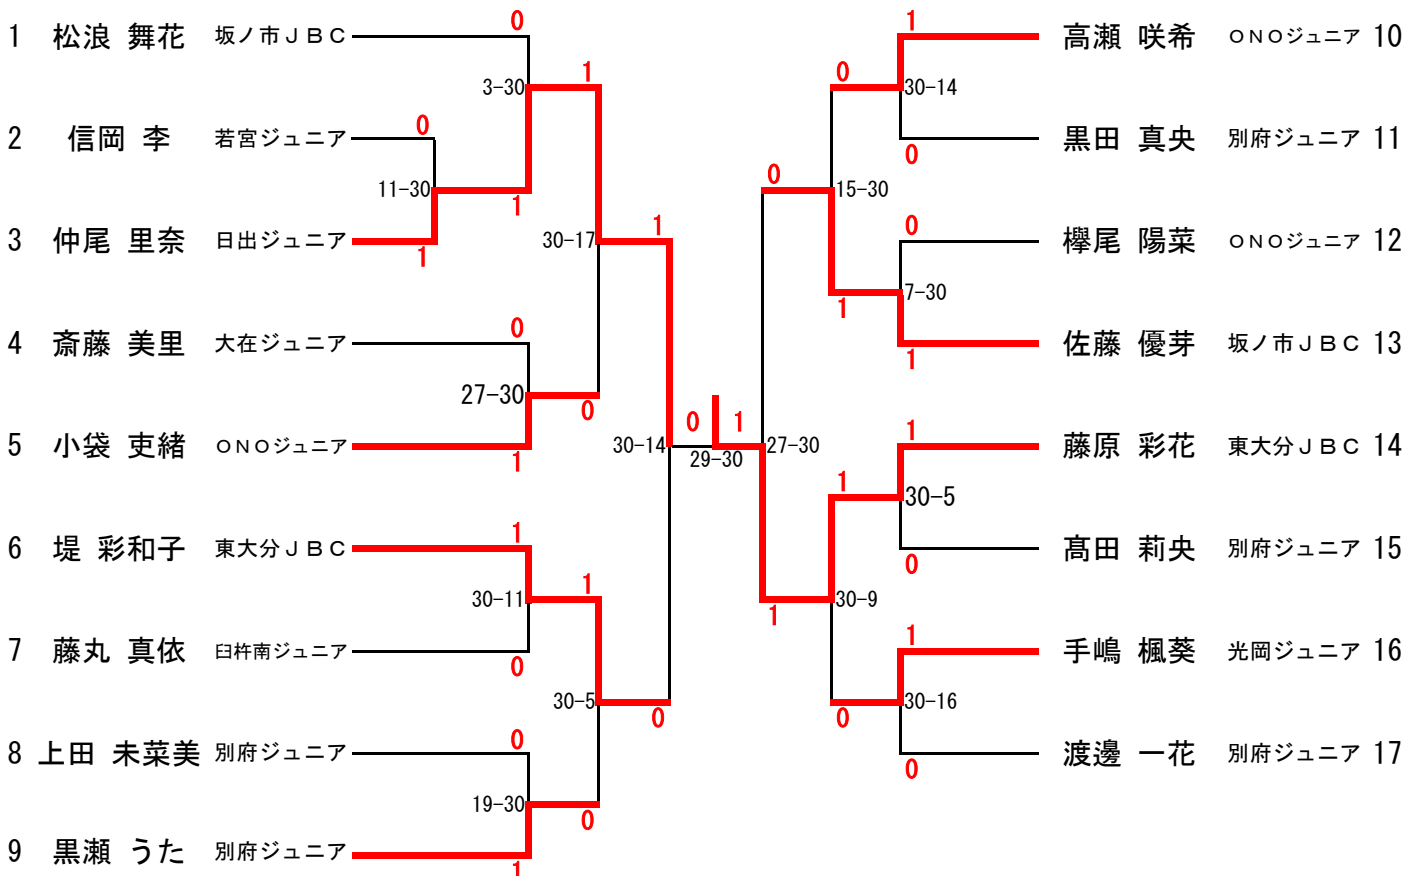 1 松浪 舞花 坂ノ市ＪＢＣ 0
3-30 1
2 信岡 李 若宮ジュニア 0
11-30 1
3 仲尾 里奈 日出ジュニア 1
30-17 1
4 斎藤 美里 大在ジュニア 0
27-30 0
5 小袋 吏緒 ＯＮＯジュニア 1
30-14 0 1 27-30
29-30
6 堤 彩和子 東大分ＪＢＣ 1
30-11 1
7 藤丸 真依 臼杵南ジュニア 0
30-5 0
8 上田 未菜美 別府ジュニア 0
19-30 0
9 黒瀬 うた 別府ジュニア 1
1 高瀬 咲希 ＯＮＯジュニア 10
0 30-14
0 黒田 真央 別府ジュニア 11
0 15-30
0 欅尾 陽菜 ＯＮＯジュニア 12
1 7-30
1 佐藤 優芽 坂ノ市ＪＢＣ 13
1 藤原 彩花 東大分ＪＢＣ 14
1 30-5
0 髙田 莉央 別府ジュニア 15
1 30-9
1 手嶋 楓葵 光岡ジュニア 16
0 30-16
0 渡邊 一花 別府ジュニア 17